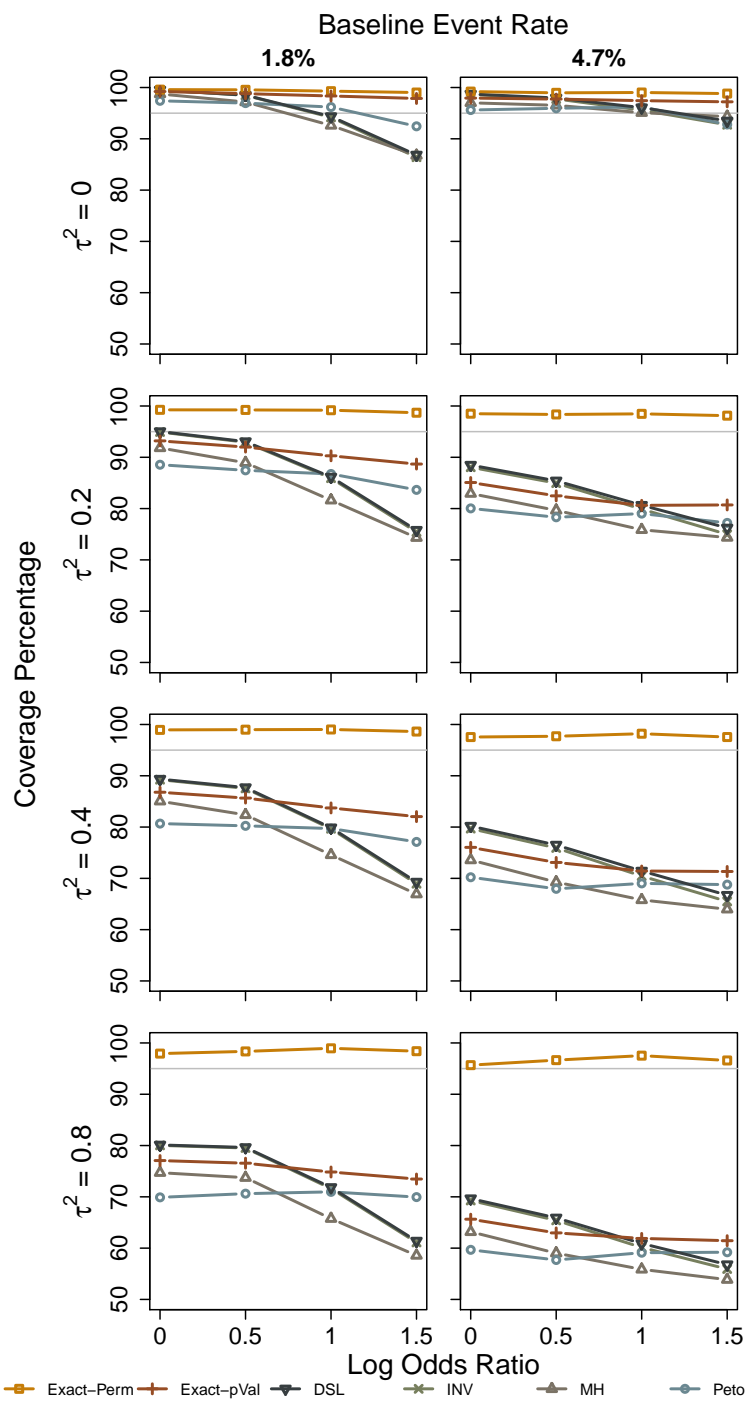 Baseline Event Rate
1.8% 4.7%
Coverage Percentage
τ² = 0
50 60 70 80 90 100
τ² = 0.2
50 60 70 80 90 100
τ² = 0.4
50 60 70 80 90 100
τ² = 0.8
50 60 70 80 90 100
0 0.5 1 1.5 0 0.5 1 1.5
Log Odds Ratio
Exact−Perm Exact−pVal DSL INV MH Peto